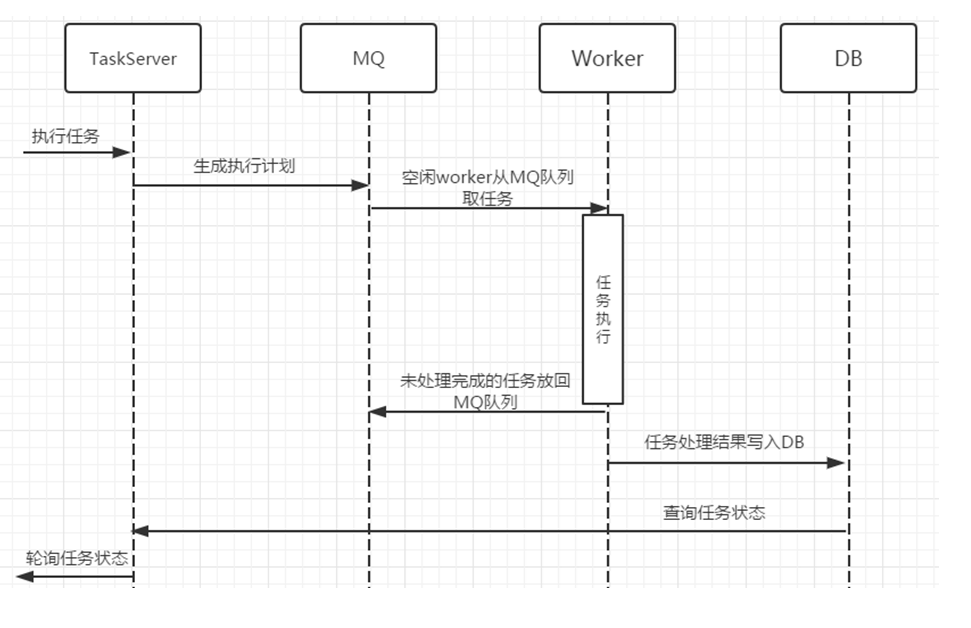 TaskServer
MQ
Worker
DB
执行任务
生成执行计划
空闲worker从MQ队列
取任务
任
务
执
行
未处理完成的任务放回
MQ队列
任务处理结果写入DB
查询任务状态
轮询任务状态